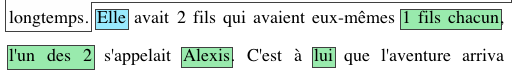 longtemps. Elle avait 2 fils qui avaient eux-mêmes 1 fils chacun,
l'un des 2 s'appelait Alexis. C'est à lui que l'aventure arriva